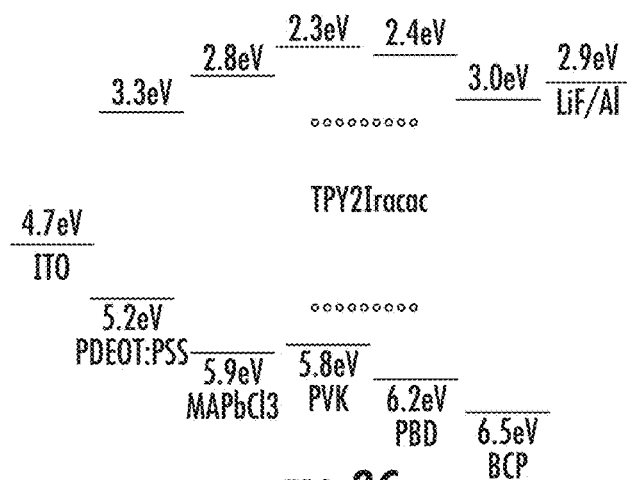 2.3eV
2.4eV
2.8eV
2.9eV
3.0eV
3.3eV
LiF/Al
TPY2Iracac
4.7eV
ITO
5.2eV
PDEOT:PSS
5.9eV
MAPbCl3
5.8eV
PVK
6.2eV
PBD
6.5eV
BCP